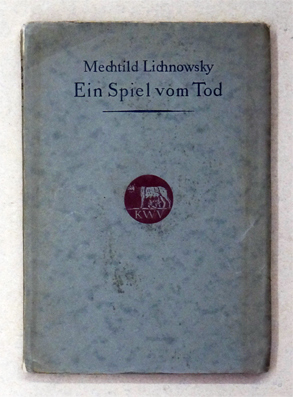 Mechtild Lichnowsky
Ein Spiel vom Tod
KWV